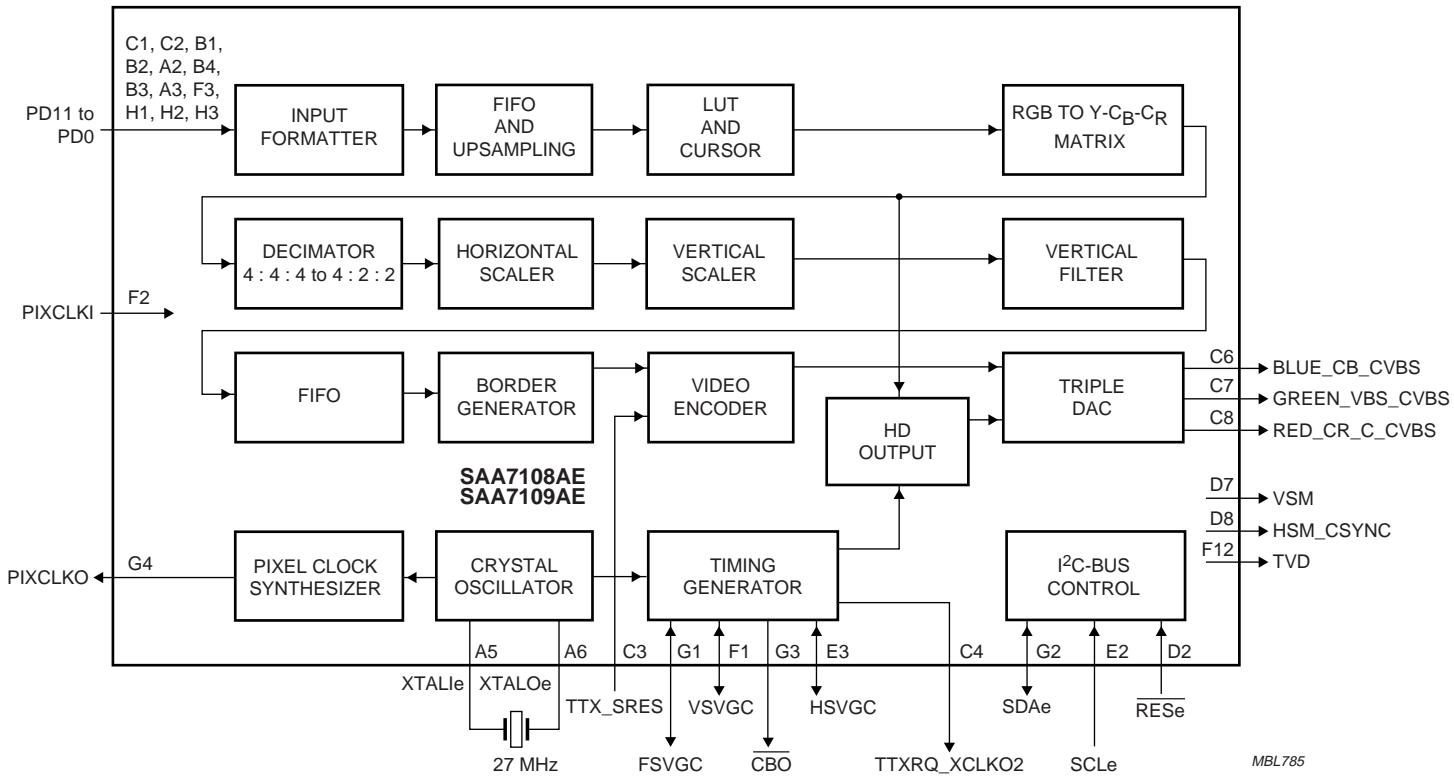 C1, C2, B1,
B2, A2, B4,
B3, A3, F3,
H1, H2, H3
PD11 to
PD0
INPUT
FORMATTER
FIFO
AND
UPSAMPLING
LUT
AND
CURSOR
RGB TO Y-CB-CR
MATRIX
DECIMATOR
4 : 4 : 4 to 4 : 2 : 2
HORIZONTAL
SCALER
VERTICAL
SCALER
VERTICAL
FILTER
PIXCLKI
F2
FIFO
BORDER
GENERATOR
VIDEO
ENCODER
HD
OUTPUT
TRIPLE
DAC
C6
BLUE_CB_CVBS
C7
GREEN_VBS_CVBS
C8
RED_CR_C_CVBS
SAA7108AE
SAA7109AE
D7
VSM
D8
HSM_CSYNC
F12
TVD
PIXCLKO
G4
PIXEL CLOCK
SYNTHESIZER
CRYSTAL
OSCILLATOR
TIMING
GENERATOR
I2C-BUS
CONTROL
A5
A6
C3
G1
F1
G3
E3
C4
G2
E2
D2
XTALIe
XTALOe
TTX_SRES
VSVGC
HSVGC
SDAe
RESe
27 MHz
FSVGC
CBO
TTXRQ_XCLKO2
SCLe
MBL785